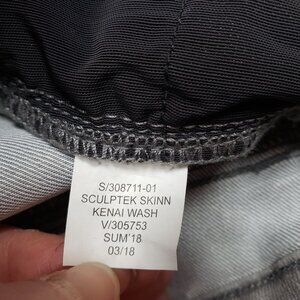 S/308711-01
SCULPTEK SKINN
KENAI WASH
V/305753
SUM'18
03/18